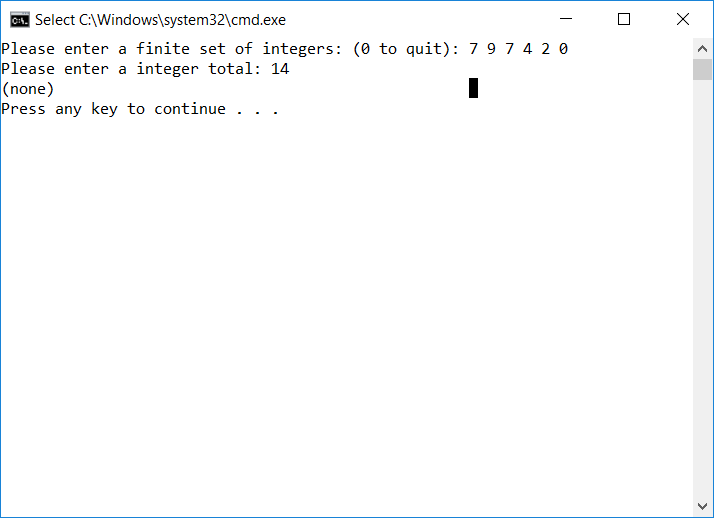 Select C:\Windows\system32\cmd.exe
Please enter a finite set of integers: (0 to quit): 7 9 7 4 2 0
Please enter a integer total: 14
(none)
Press any key to continue . . .